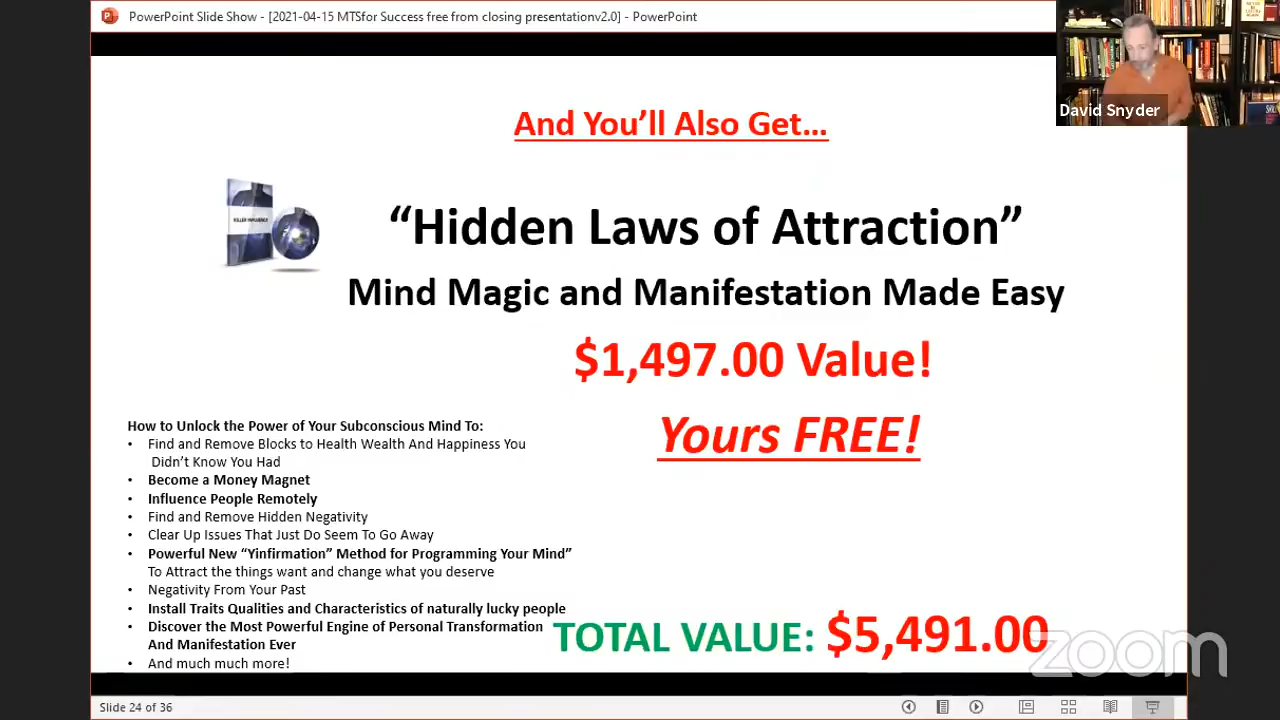 PowerPoint Slide Show - [2021-04-15 MTSfor Success free from closing presentationv2.0] - PowerPoint
David Snyder
And You’ll Also Get…
KILLER INFLUENCE
“Hidden Laws of Attraction”
Mind Magic and Manifestation Made Easy
$1,497.00 Value!
Yours FREE!
How to Unlock the Power of Your Subconscious Mind To:
• Find and Remove Blocks to Health Wealth And Happiness You
Didn’t Know You Had
• Become a Money Magnet
• Influence People Remotely
• Find and Remove Hidden Negativity
• Clear Up Issues That Just Do Seem To Go Away
• Powerful New “Yinfirmation” Method for Programming Your Mind”
To Attract the things want and change what you deserve
• Negativity From Your Past
• Install Traits Qualities and Characteristics of naturally lucky people
• Discover the Most Powerful Engine of Personal Transformation
And Manifestation Ever
• And much much more!
TOTAL VALUE: $5,491.00
zoom
Slide 24 of 36